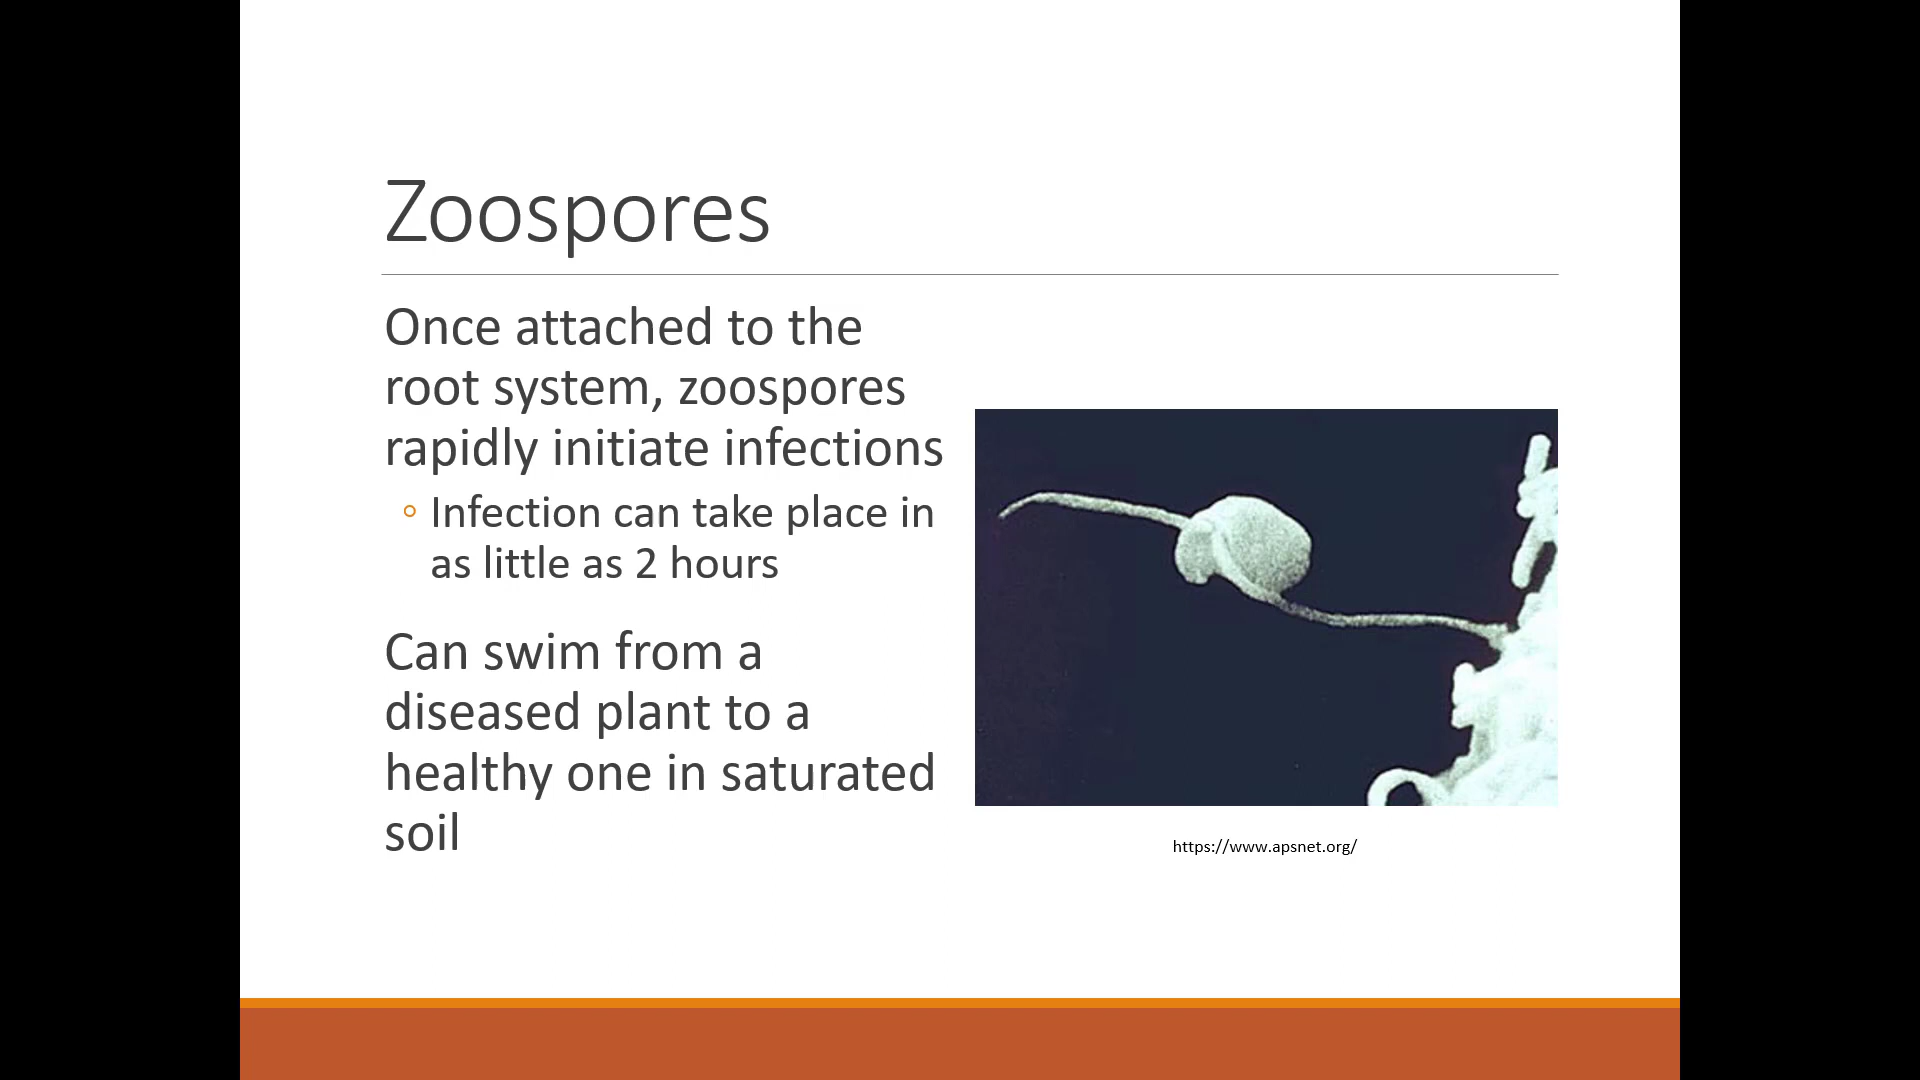 Zoospores
Once attached to the
root system, zoospores
rapidly initiate infections
◦ Infection can take place in
as little as 2 hours
Can swim from a
diseased plant to a
healthy one in saturated
soil
https://www.apsnet.org/